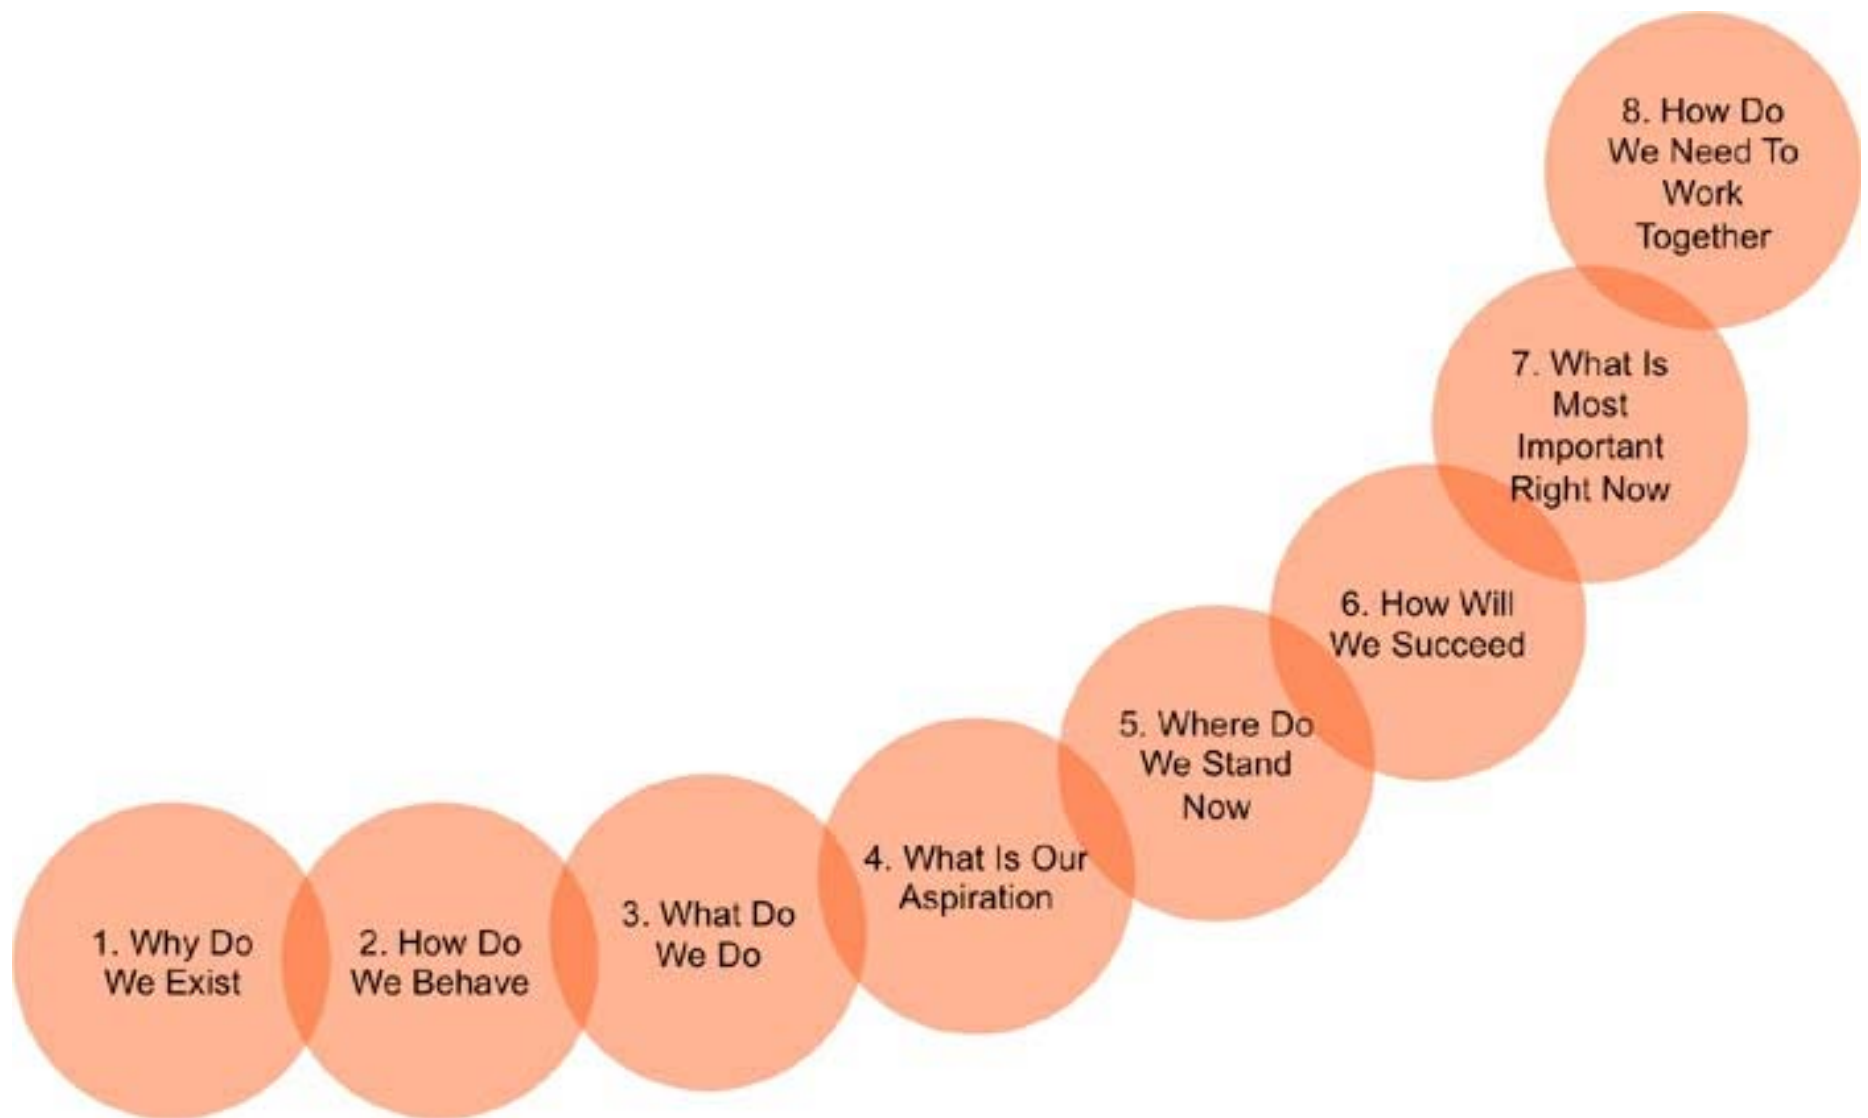 1. Why Do
We Exist
2. How Do
We Behave
3. What Do
We Do
4. What Is Our
Aspiration
5. Where Do
We Stand
Now
6. How Will
We Succeed
7. What Is
Most
Important
Right Now
8. How Do
We Need To
Work
Together